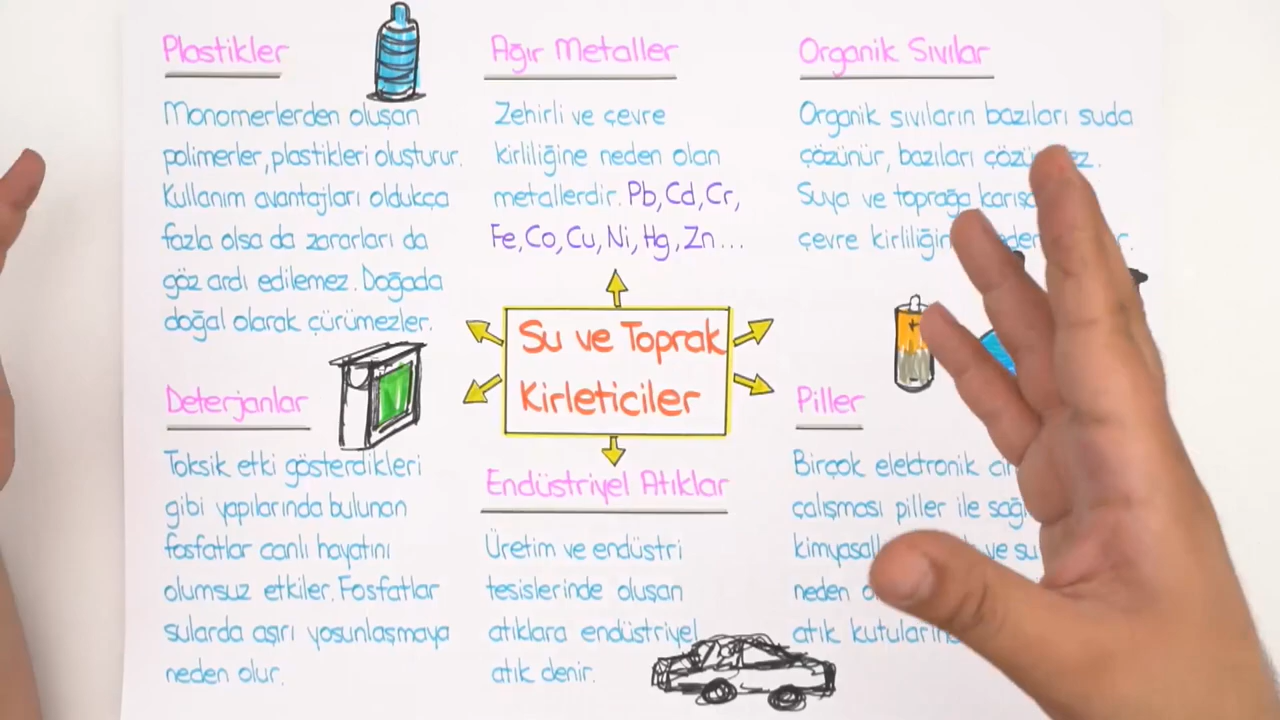 Plastikler
Monomerlerden oluşan
polimerler, plastikleri oluşturur.
Kullanım avantajları oldukça
fazla olsa da zararları da
göz ardı edilemez. Doğada
doğal olarak çürümezler.
Ağır Metaller
Zehirli ve çevre
kirliliğine neden olan
metallerdir. Pb, Cd, Cr,
Fe, Co, Cu, Ni, Hg, Zn...
Organik Sıvılar
Organik sıvıların bazıları suda
çözünür, bazıları
Suya ve toprağa
çevre
Su ve Toprak
Kirleticiler
Deterjanlar
Toksik etki gösterdikleri
gibi yapılarında bulunan
fosfatlar canlı hayatını
olumsuz etkiler. Fosfatlar
sularda aşırı yosunlaşmaya
neden olur.
Endüstriyel Atıklar
Üretim ve endüstri
tesislerinde oluşan
atıklara endüstriyel
atık denir.
Piller
Birçok elektronik
çalışması piller ile
ve su
neden
atık